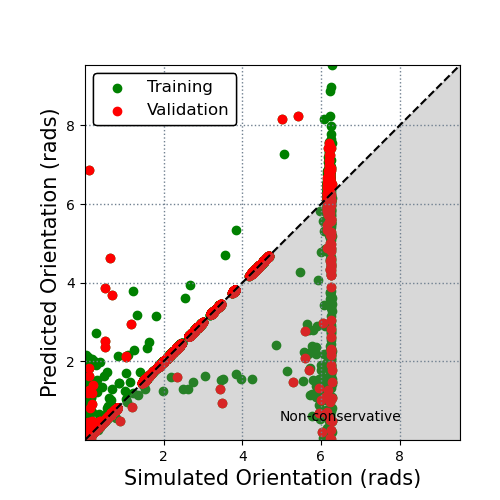 Training
Validation
8
6
4
2
Predicted Orientation (rads)
Non-conservative
2 4 6 8
Simulated Orientation (rads)